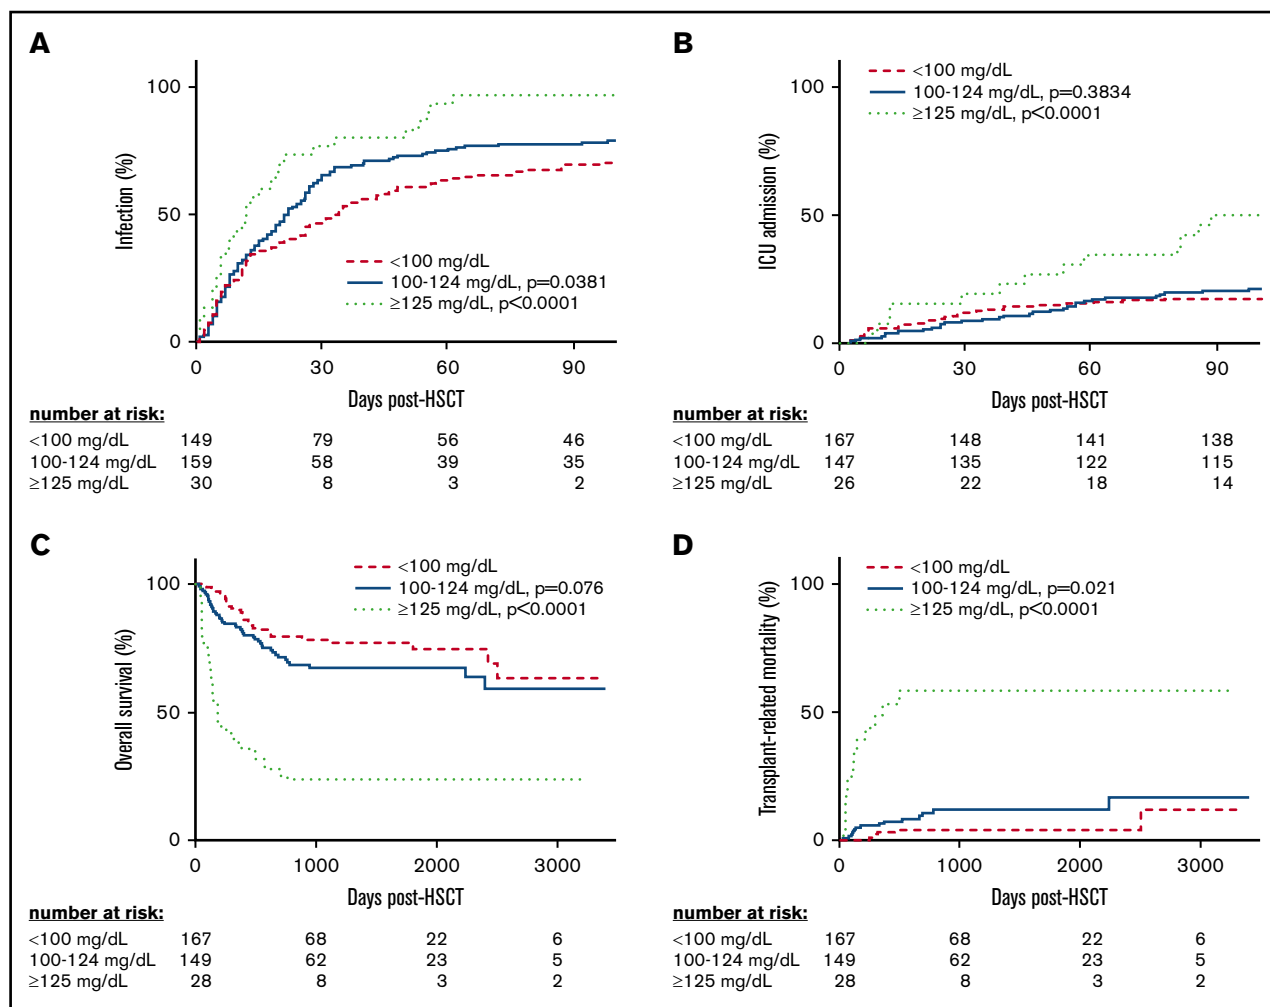 A
100
50
0
Infection (%)
<100 mg/dL
100-124 mg/dL, p=0.0381
≥125 mg/dL, p<0.0001
0 30 60 90
Days post-HSCT
number at risk:
<100 mg/dL 149 79 56 46
100-124 mg/dL 159 58 39 35
≥125 mg/dL 30 8 3 2
B
<100 mg/dL
100-124 mg/dL, p=0.3834
≥125 mg/dL, p<0.0001
100
50
0
ICU admission (%)
0 30 60 90
Days post-HSCT
number at risk:
<100 mg/dL 167 148 141 138
100-124 mg/dL 147 135 122 115
≥125 mg/dL 26 22 18 14
C
<100 mg/dL
100-124 mg/dL, p=0.076
≥125 mg/dL, p<0.0001
100
50
0
Overall survival (%)
0 1000 2000 3000
Days post-HSCT
number at risk:
<100 mg/dL 167 68 22 6
100-124 mg/dL 149 62 23 5
≥125 mg/dL 28 8 3 2
D
<100 mg/dL
100-124 mg/dL, p=0.021
≥125 mg/dL, p<0.0001
100
50
0
Transplant-related mortality (%)
0 1000 2000 3000
Days post-HSCT
number at risk:
<100 mg/dL 167 68 22 6
100-124 mg/dL 149 62 23 5
≥125 mg/dL 28 8 3 2